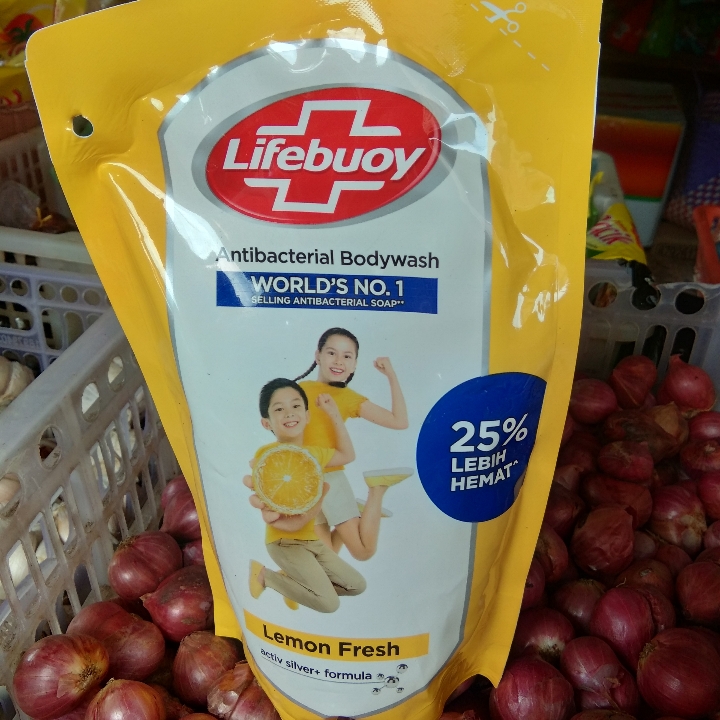 Lifebuoy
Antibacterial Bodywash
WORLD'S NO. 1
SELLING ANTIBACTERIAL SOAP**
25%
LEBIH
HEMAT^
Lemon Fresh
activ silver+ formula